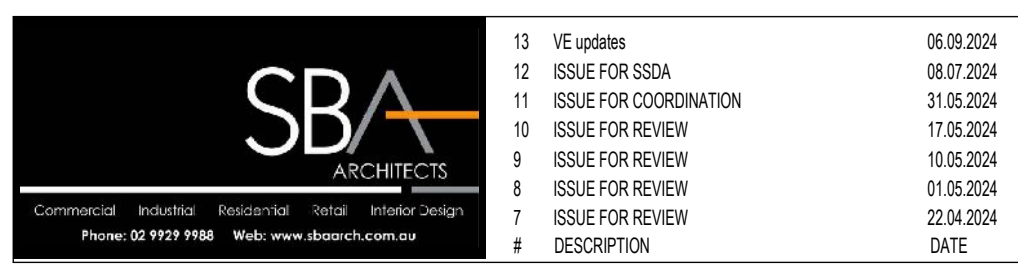 SBA
ARCHITECTS
Commercial Industrial Residential Retail Interior Design
Phone: 02 9929 9988 Web: www.sbaarch.com.au
13 VE updates 06.09.2024
12 ISSUE FOR SSDA 08.07.2024
11 ISSUE FOR COORDINATION 31.05.2024
10 ISSUE FOR REVIEW 17.05.2024
9 ISSUE FOR REVIEW 10.05.2024
8 ISSUE FOR REVIEW 01.05.2024
7 ISSUE FOR REVIEW 22.04.2024
# DESCRIPTION DATE